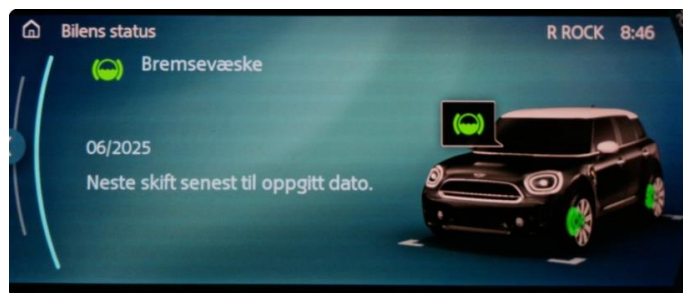 Bilens status
R ROCK 8:46
Bremsevæske
06/2025
Neste skift senest til oppgitt dato.